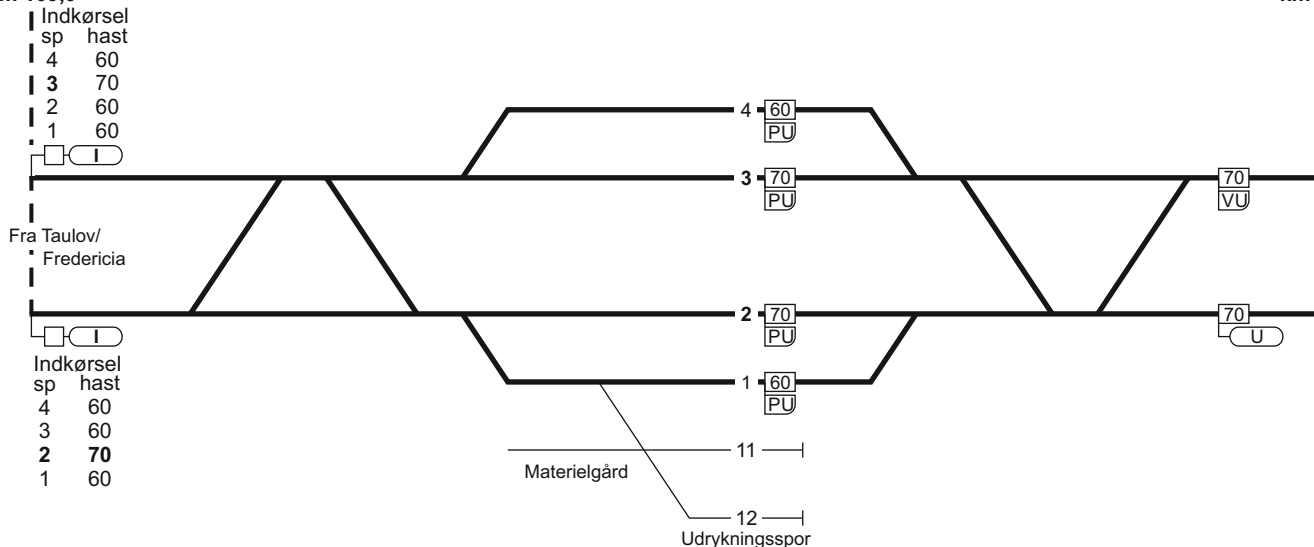 Indkørsel
sp hast
4 60
3 70
2 60
1 60
I
4 60
PU
3 70
PU
70
VU
Fra Taulov/
Fredericia
2 70
PU
70
U
I
Indkørsel
sp hast
4 60
3 60
2 70
1 60
1 60
PU
11
Materielgård
12
Udrykningsspor